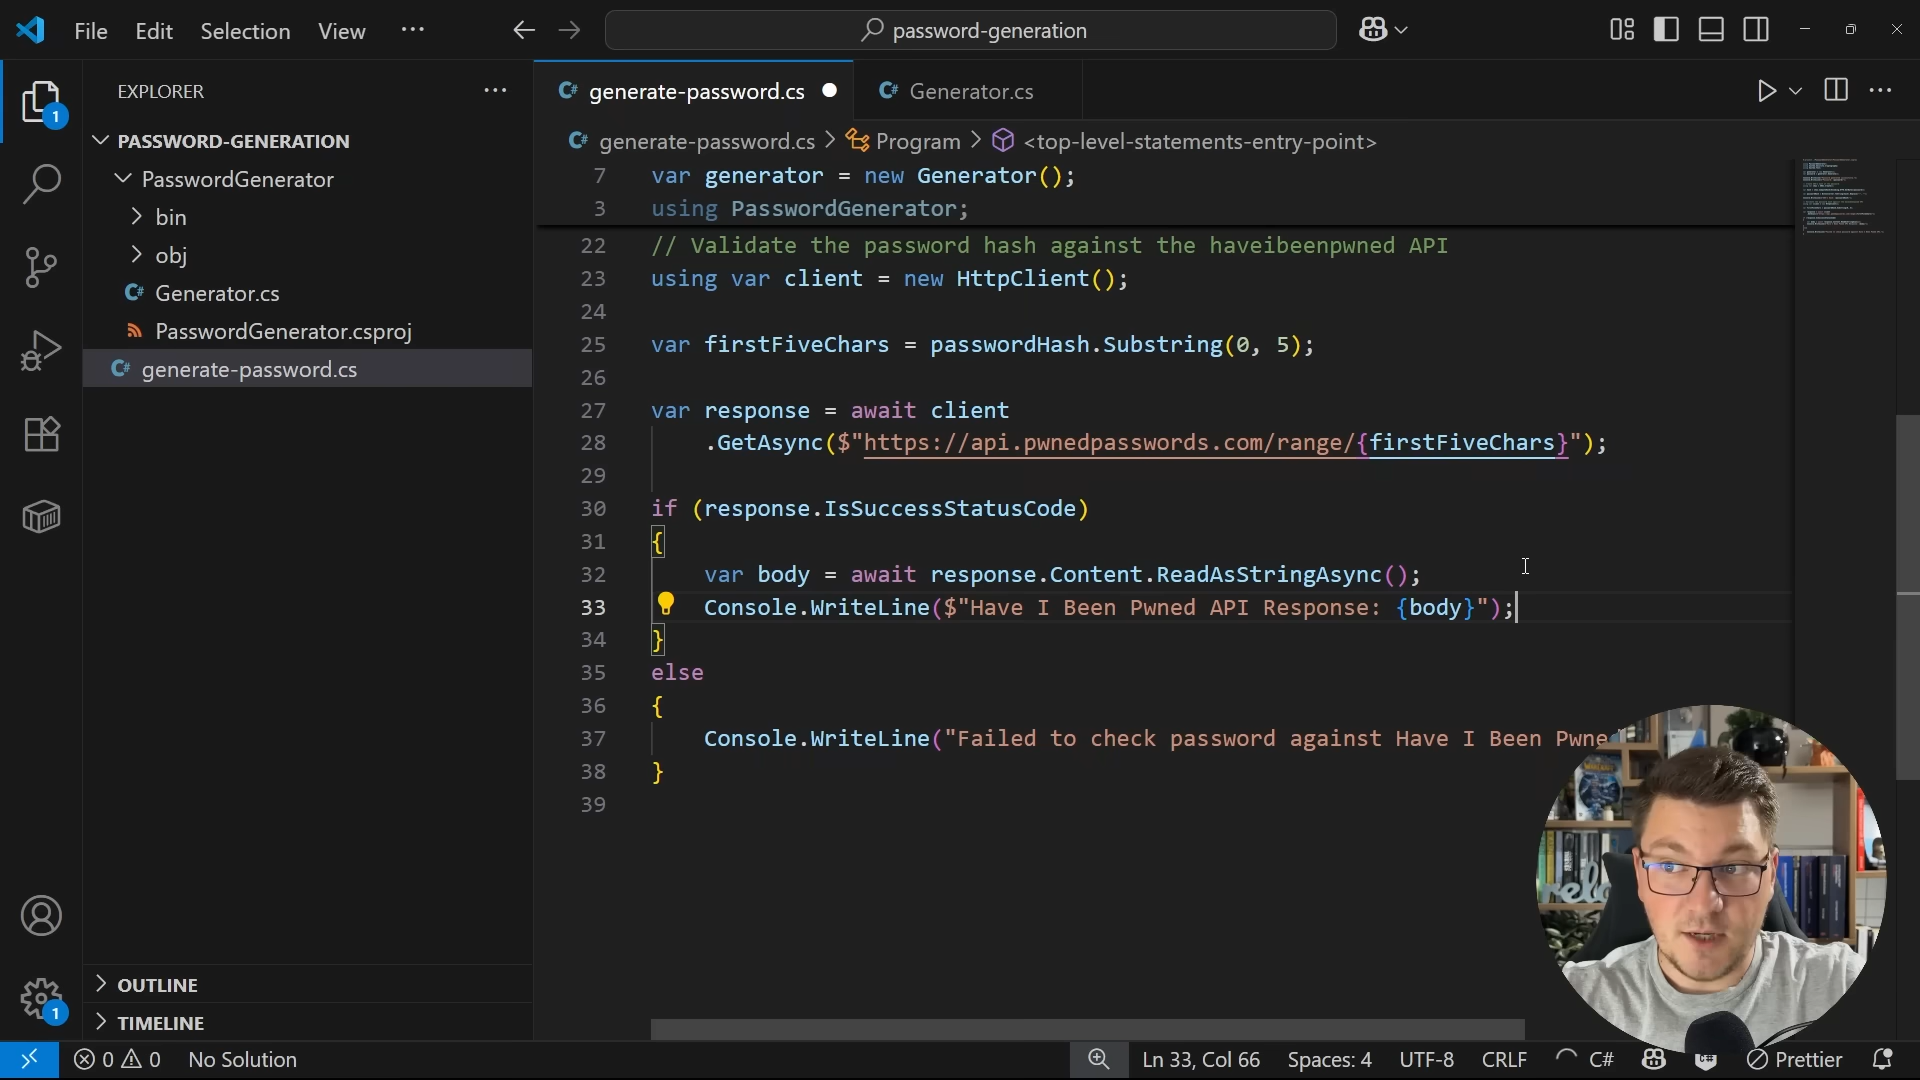 File Edit Selection View ···
password-generation
EXPLORER
PASSWORD-GENERATION
PasswordGenerator
bin
obj
Generator.cs
PasswordGenerator.csproj
generate-password.cs
OUTLINE
TIMELINE
generate-password.cs
Generator.cs
generate-password.cs > Program > <top-level-statements-entry-point>
7 var generator = new Generator();
3 using PasswordGenerator;
22 // Validate the password hash against the haveibeenpwned API
23 using var client = new HttpClient();
24
25 var firstFiveChars = passwordHash.Substring(0, 5);
26
27 var response = await client
28 .GetAsync($"https://api.pwnedpasswords.com/range/{firstFiveChars}");
29
30 if (response.IsSuccessStatusCode)
31 {
32 var body = await response.Content.ReadAsStringAsync();
33 Console.WriteLine($"Have I Been Pwned API Response: {body}");
34 }
35 else
36 {
37 Console.WriteLine("Failed to check password against Have I Been Pwne
38 }
39
1
1
0 0 No Solution
Ln 33, Col 66 Spaces: 4 UTF-8 CRLF C# Prettier